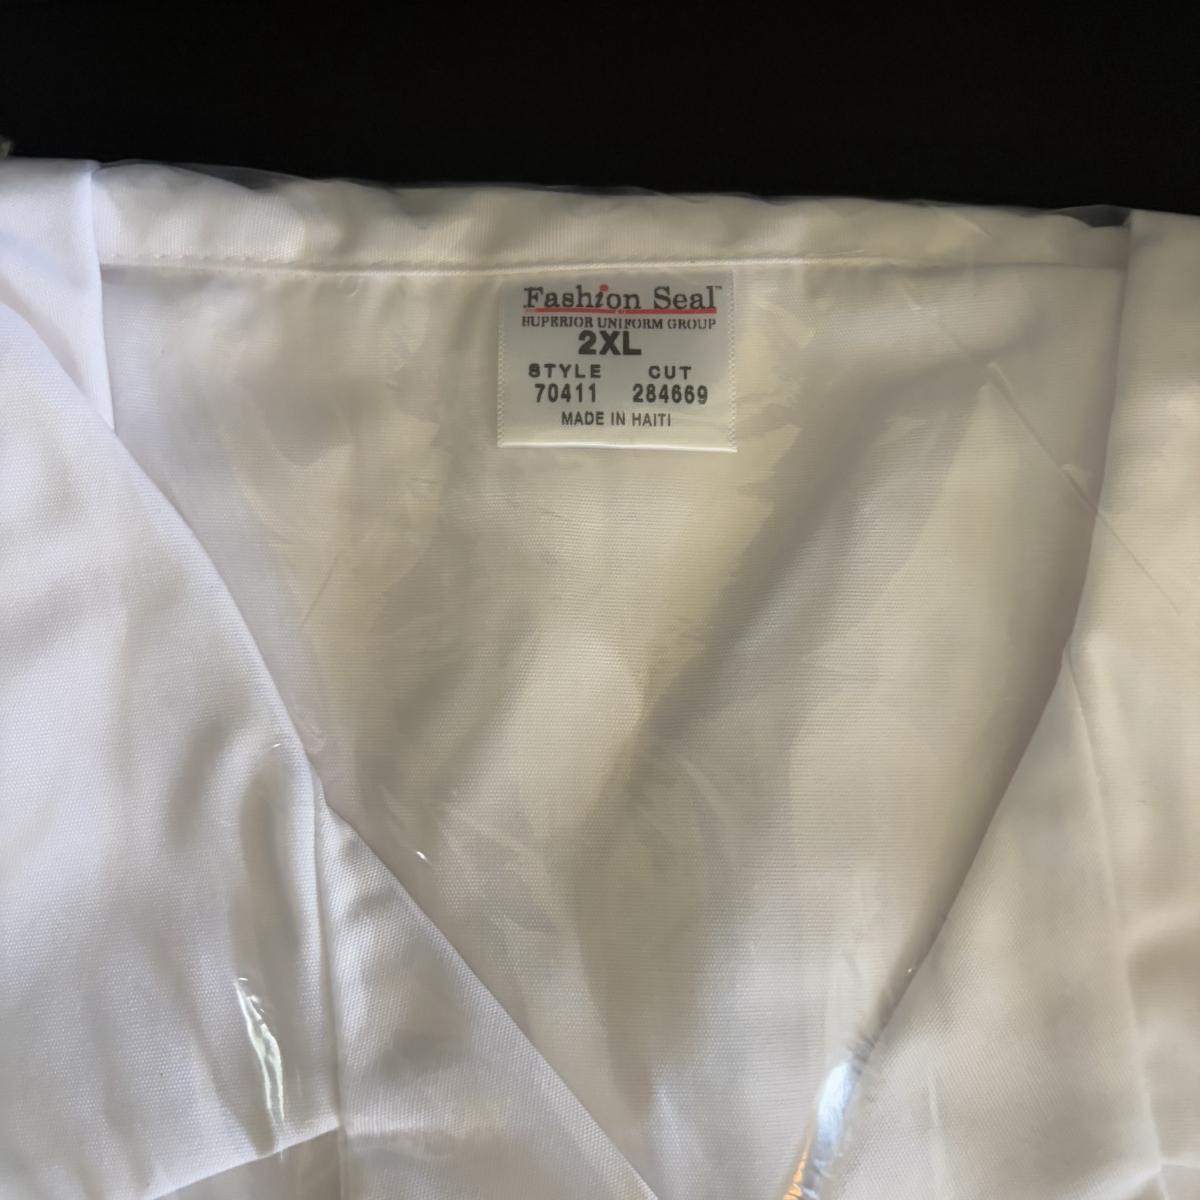 Fashion Seal™
SUPERIOR UNIFORM GROUP
2XL
STYLE CUT
70411 284669
MADE IN HAITI